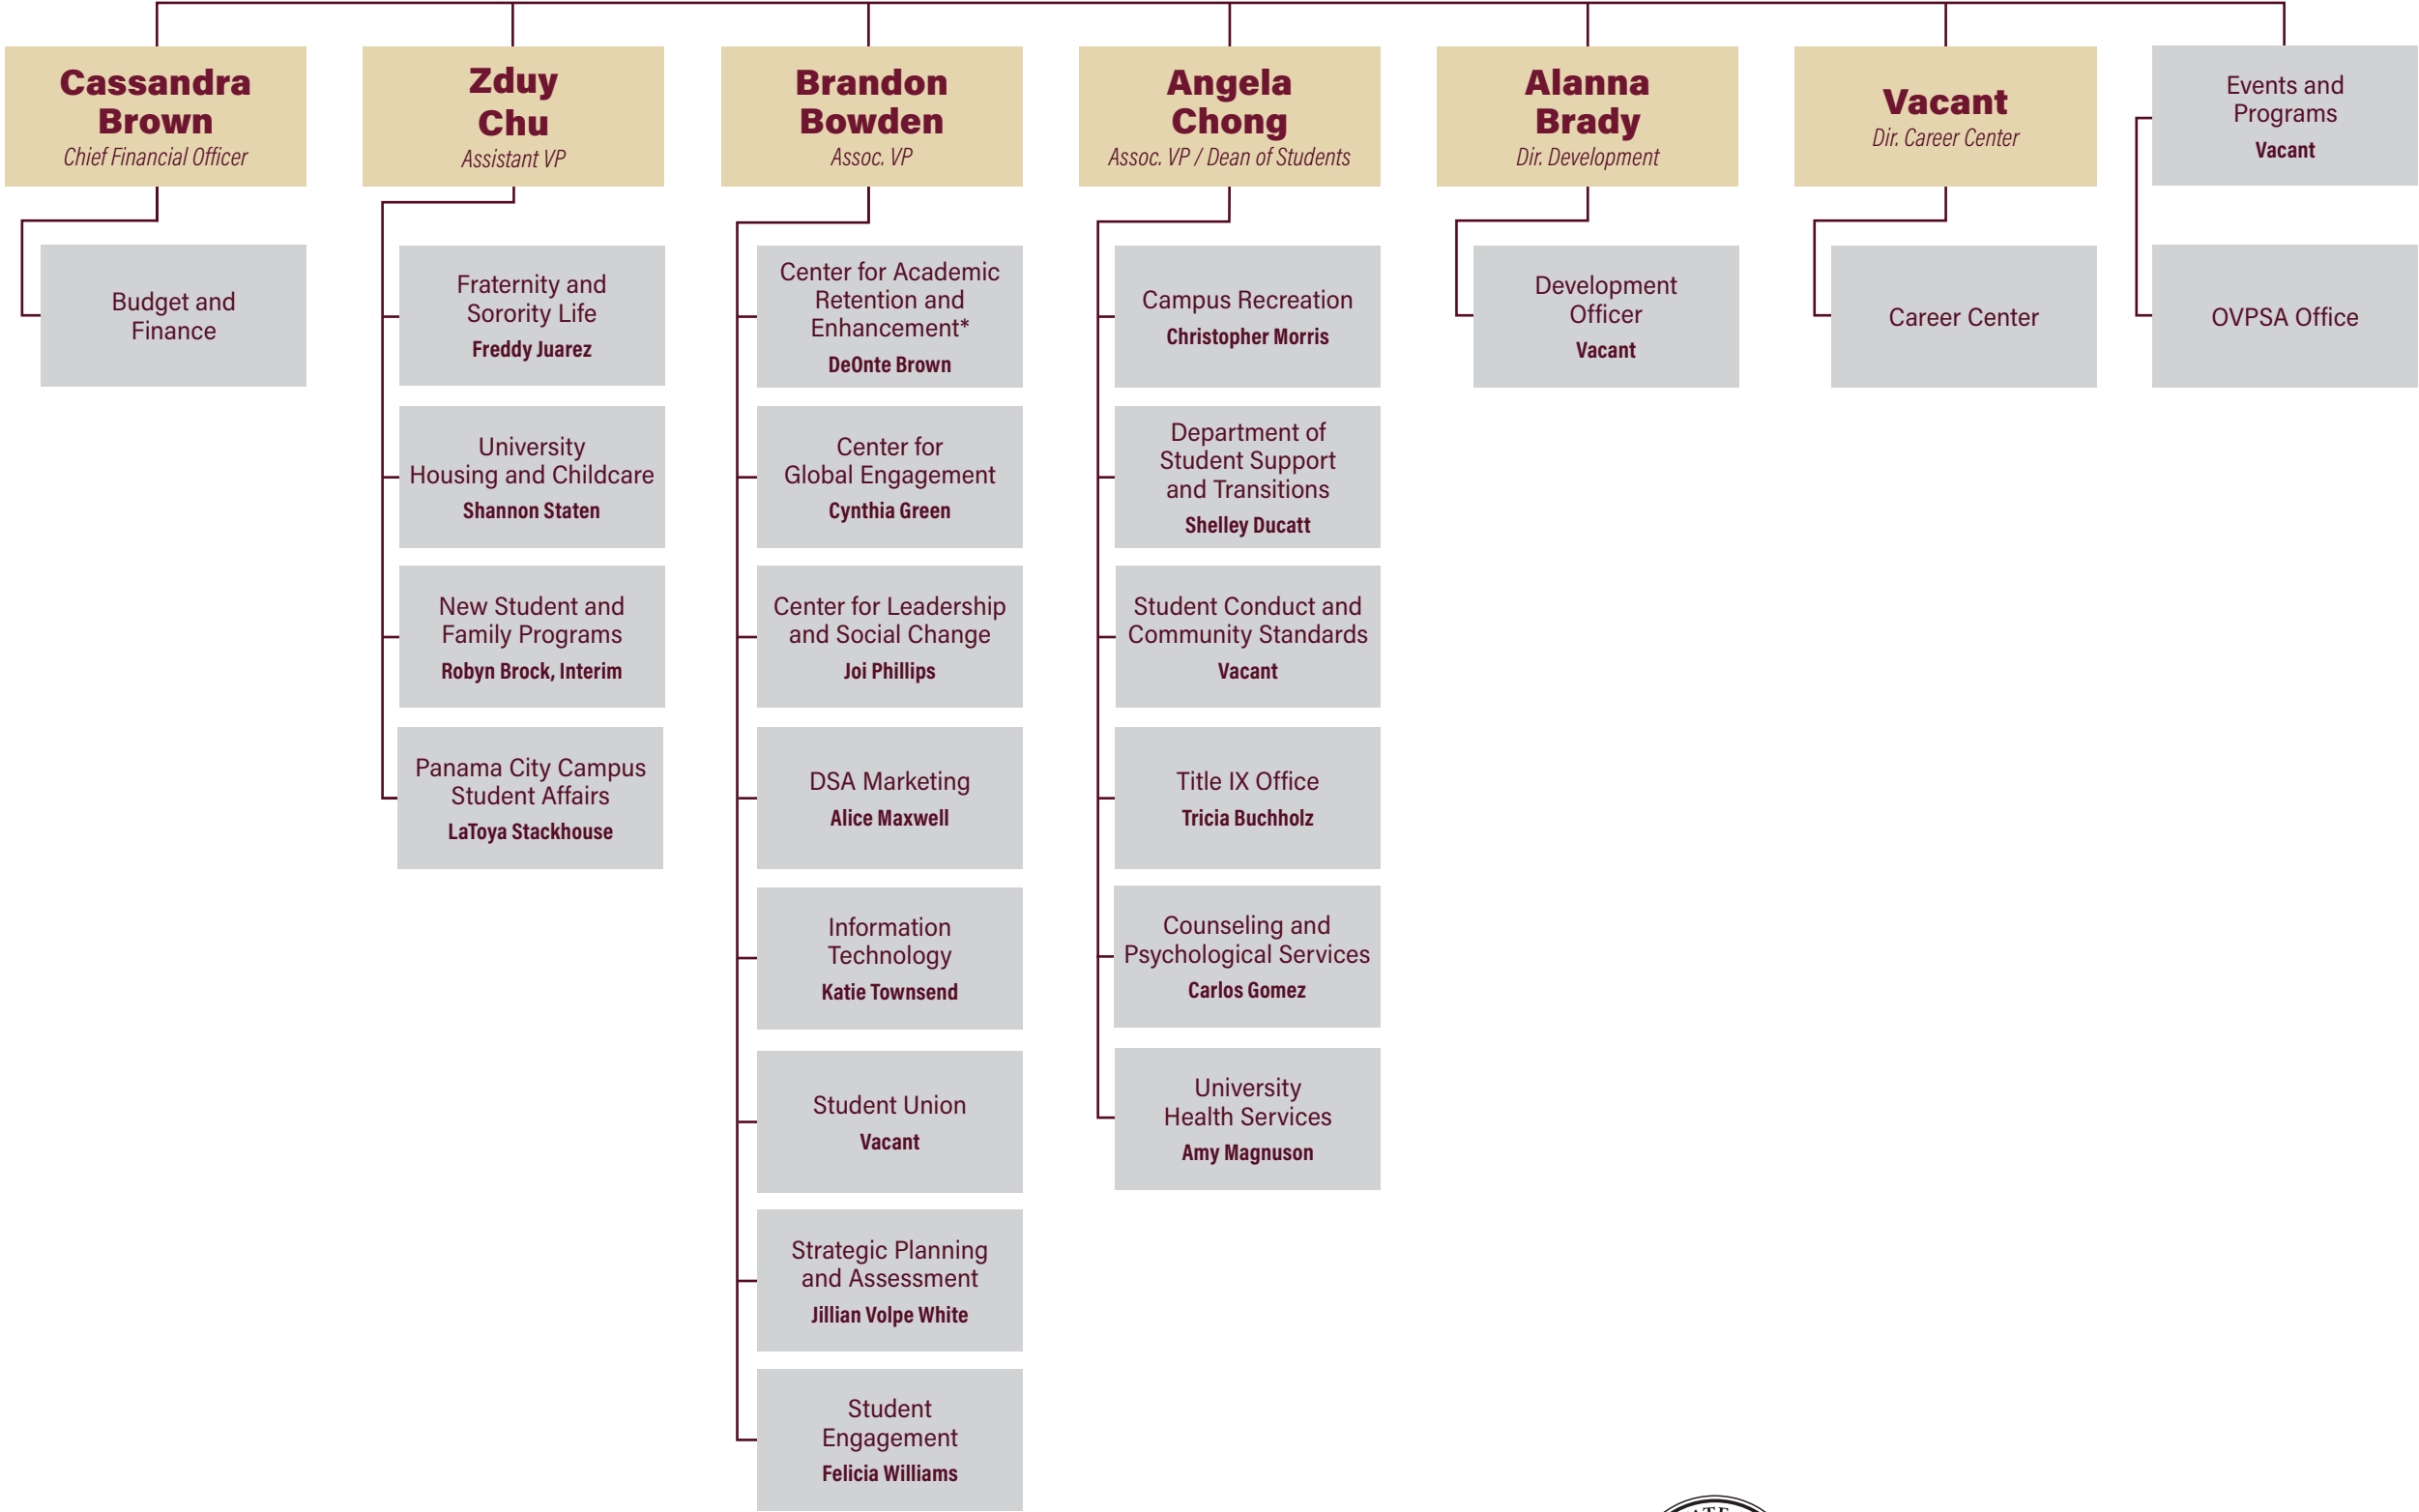 Cassandra
Brown
Chief Financial Officer
Budget and
Finance
Zduy
Chu
Assistant VP
Fraternity and
Sorority Life
Freddy Juarez
University
Housing and Childcare
Shannon Staten
New Student and
Family Programs
Robyn Brock, Interim
Panama City Campus
Student Affairs
LaToya Stackhouse
Brandon
Bowden
Assoc. VP
Center for Academic
Retention and
Enhancement*
DeOnte Brown
Center for
Global Engagement
Cynthia Green
Center for Leadership
and Social Change
Joi Phillips
DSA Marketing
Alice Maxwell
Information
Technology
Katie Townsend
Student Union
Vacant
Strategic Planning
and Assessment
Jillian Volpe White
Student
Engagement
Felicia Williams
Angela
Chong
Assoc. VP / Dean of Students
Campus Recreation
Christopher Morris
Department of
Student Support
and Transitions
Shelley Ducatt
Student Conduct and
Community Standards
Vacant
Title IX Office
Tricia Buchholz
Counseling and
Psychological Services
Carlos Gomez
University
Health Services
Amy Magnuson
Alanna
Brady
Dir. Development
Development
Officer
Vacant
Vacant
Dir. Career Center
Career Center
Events and
Programs
Vacant
OVPSA Office